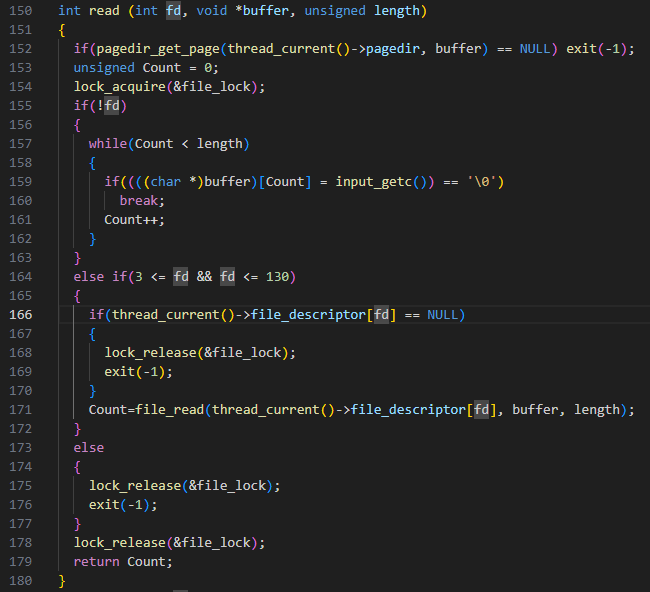 150 int read (int fd, void *buffer, unsigned length)
151 {
152   if(pagedir_get_page(thread_current()->pagedir, buffer) == NULL) exit(-1);
153   unsigned Count = 0;
154   lock_acquire(&file_lock);
155   if(!fd)
156   {
157     while(Count < length)
158     {
159       if((((char *)buffer)[Count] = input_getc()) == '\0')
160         break;
161       Count++;
162     }
163   }
164   else if(3 <= fd && fd <= 130)
165   {
166     if(thread_current()->file_descriptor[fd] == NULL)
167     {
168       lock_release(&file_lock);
169       exit(-1);
170     }
171     Count=file_read(thread_current()->file_descriptor[fd], buffer, length);
172   }
173   else
174   {
175     lock_release(&file_lock);
176     exit(-1);
177   }
178   lock_release(&file_lock);
179   return Count;
180 }